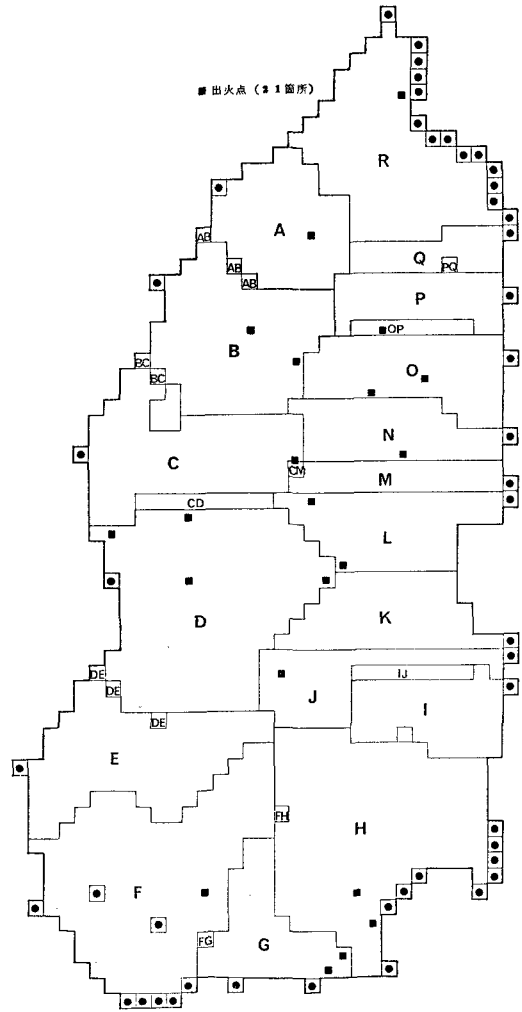 ■ 出火点（21箇所）
R
A
AB
Q
AB
PQ
AB
P
OP
B
BC
O
BC
N
C
CM
M
CD
L
D
K
DE
IJ
DE
J
I
DE
E
FH
H
F
FG
G